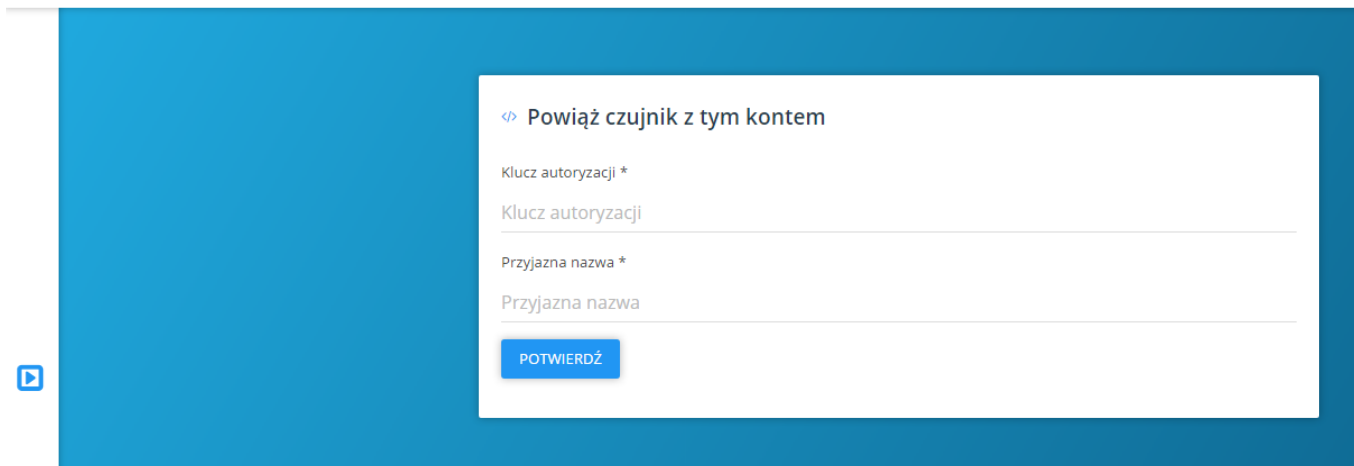 Powiąż czujnik z tym kontem
Klucz autoryzacji *
Klucz autoryzacji
Przyjazna nazwa *
Przyjazna nazwa
POTWIERDŹ